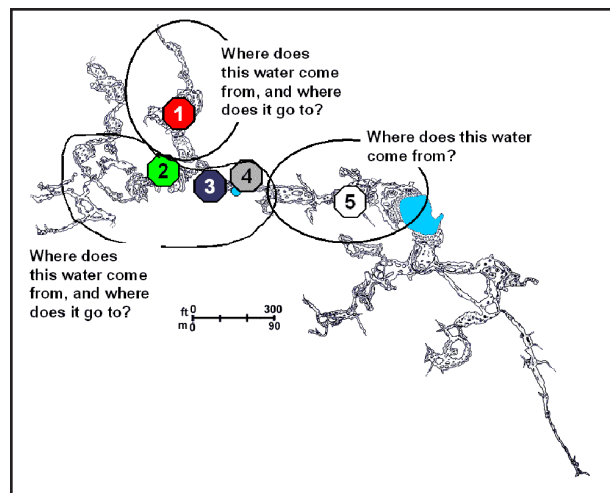 Where does
this water come
from, and where
does it go to?
1
Where does this water
come from?
2
3
4
5
Where does
this water come
from, and where
does it go to?
ft 0 300
m 0 90